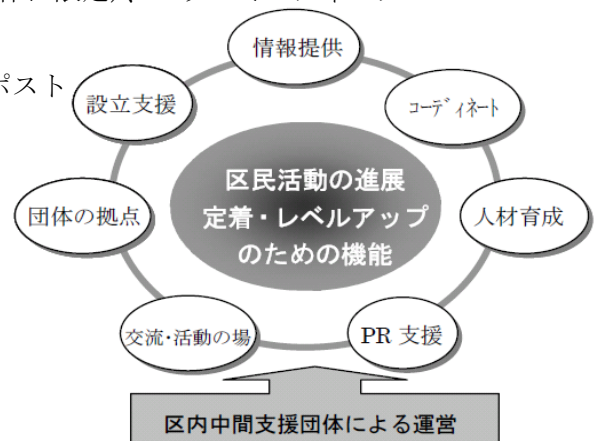 ポスト
情報提供
設立支援
コーディネート
区民活動の進展
定着・レベルアップ
のための機能
団体の拠点
人材育成
交流・活動の場
PR 支援
区内中間支援団体による運営